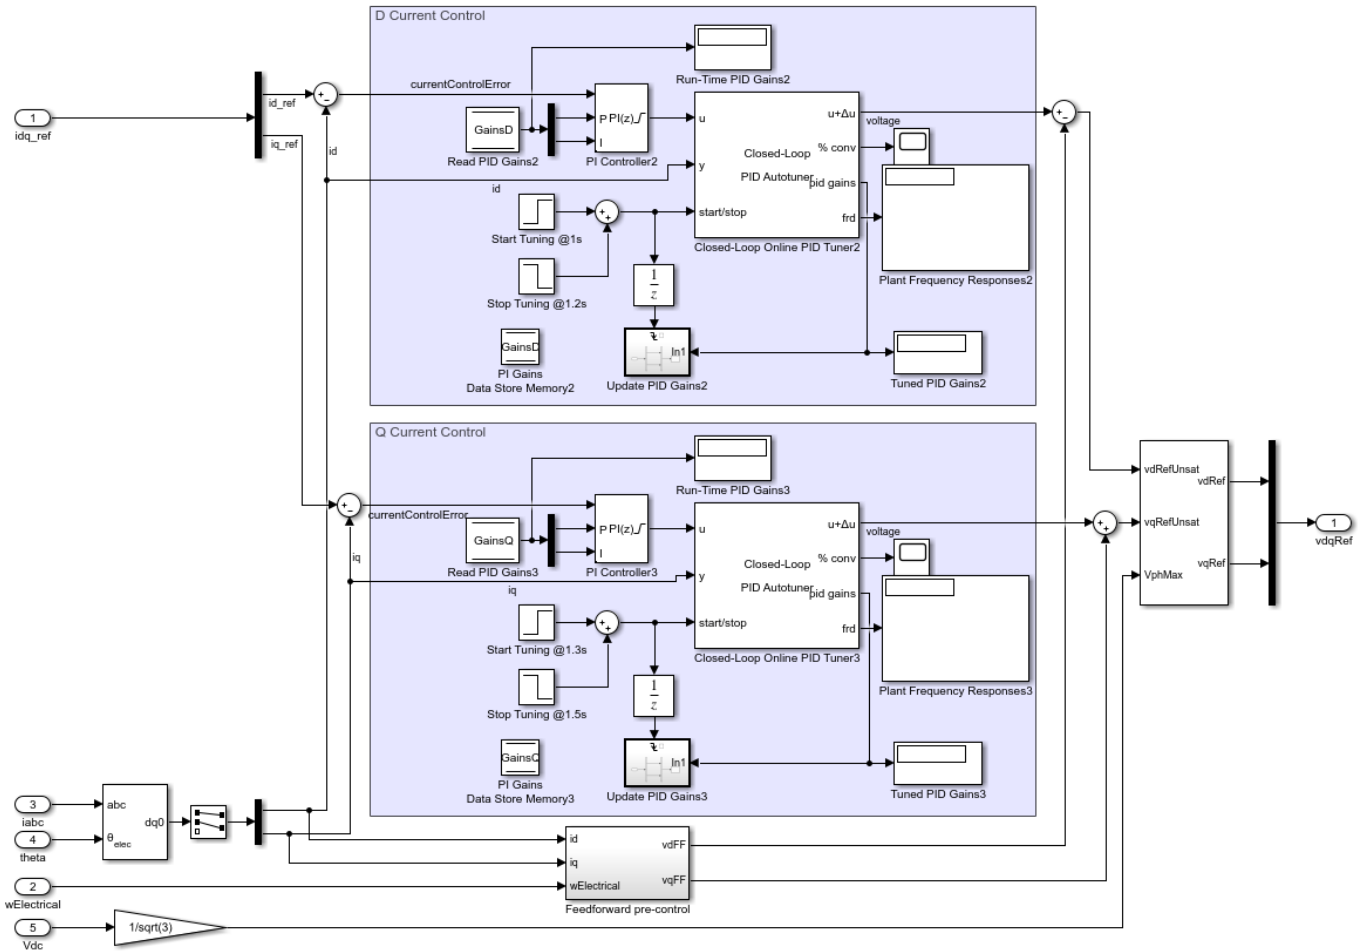 D Current Control
Run-Time PID Gains2
currentControlError
1
idq_ref
id_ref
iq_ref
id
GainsD
Read PID Gains2
P
I
PI(z)
PI Controller2
id
u
y
start/stop
Closed-Loop
PID Autotuner
u+Δu
% conv
pid gains
frd
voltage
Closed-Loop Online PID Tuner2
Plant Frequency Responses2
Start Tuning @1s
Stop Tuning @1.2s
1
z
GainsD
PI Gains
Data Store Memory2
In1
Update PID Gains2
Tuned PID Gains2
Q Current Control
Run-Time PID Gains3
currentControlError
iq
GainsQ
Read PID Gains3
P
I
PI(z)
PI Controller3
iq
u
y
start/stop
Closed-Loop
PID Autotuner
u+Δu
% conv
pid gains
frd
voltage
Closed-Loop Online PID Tuner3
Plant Frequency Responses3
Start Tuning @1.3s
Stop Tuning @1.5s
1
z
GainsQ
PI Gains
Data Store Memory3
In1
Update PID Gains3
Tuned PID Gains3
vdRefUnsat
vqRefUnsat
VphMax
vdRef
vqRef
1
vdqRef
3
iabc
4
theta
abc
θ elec
dq0
2
wElectrical
5
Vdc
1/sqrt(3)
id
iq
wElectrical
vdFF
vqFF
Feedforward pre-control